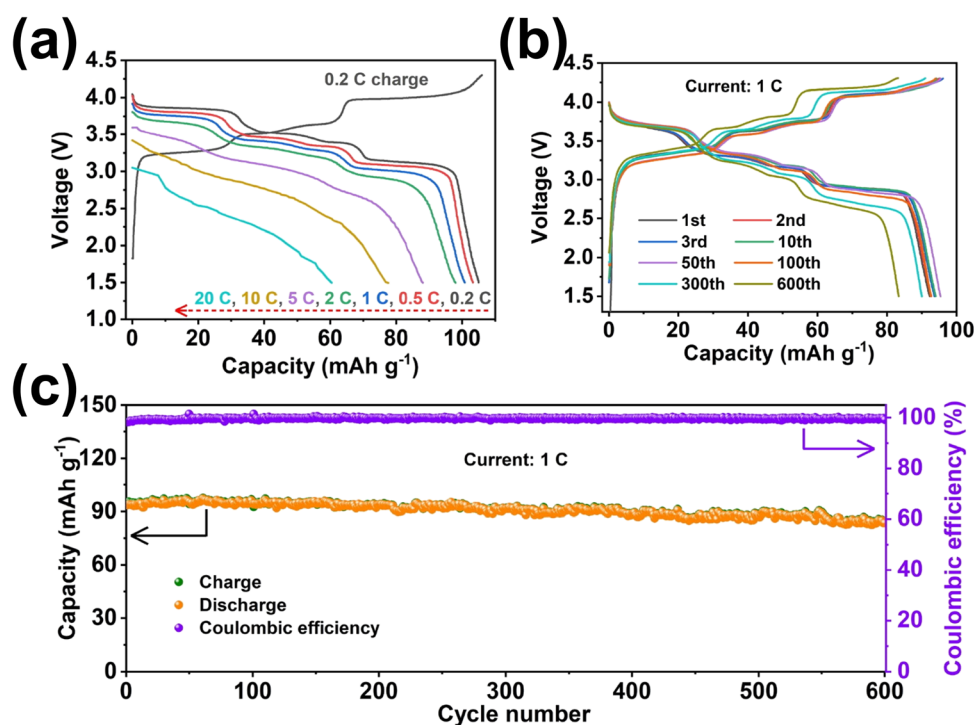 (a)
4.5
4.0
3.5
3.0
2.5
2.0
1.5
1.0
Voltage (V)
0.2 C charge
20 C, 10 C, 5 C, 2 C, 1 C, 0.5 C, 0.2 C
0 20 40 60 80 100
Capacity (mAh g⁻¹)
(b)
4.5
4.0
3.5
3.0
2.5
2.0
1.5
Voltage (V)
Current: 1 C
1st 2nd
3rd 10th
50th 100th
300th 600th
0 20 40 60 80 100
Capacity (mAh g⁻¹)
(c)
150
120
90
60
30
0
Capacity (mAh g⁻¹)
Current: 1 C
Charge
Discharge
Coulombic efficiency
100
80
60
40
20
0
Coulombic efficiency (%)
0 100 200 300 400 500 600
Cycle number